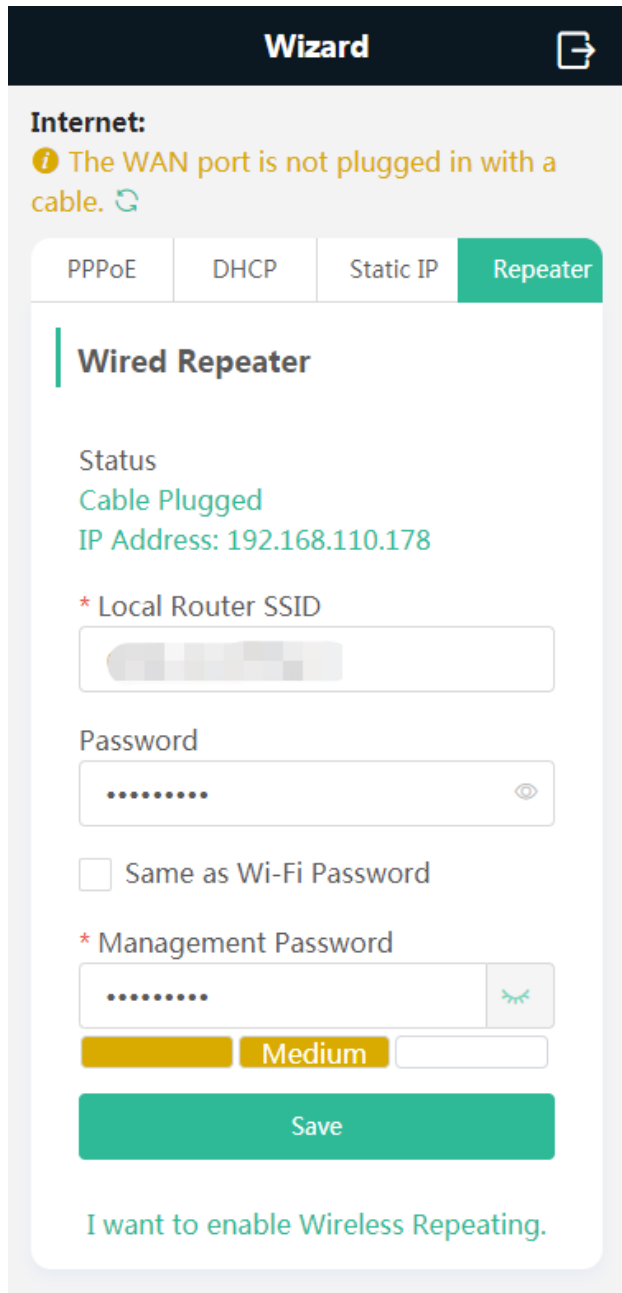 Wizard
Internet:
The WAN port is not plugged in with a
cable.
PPPoE
DHCP
Static IP
Repeater
Wired Repeater
Status
Cable Plugged
IP Address: 192.168.110.178
* Local Router SSID
Password
•••••••••
Same as Wi-Fi Password
* Management Password
•••••••••
Medium
Save
I want to enable Wireless Repeating.